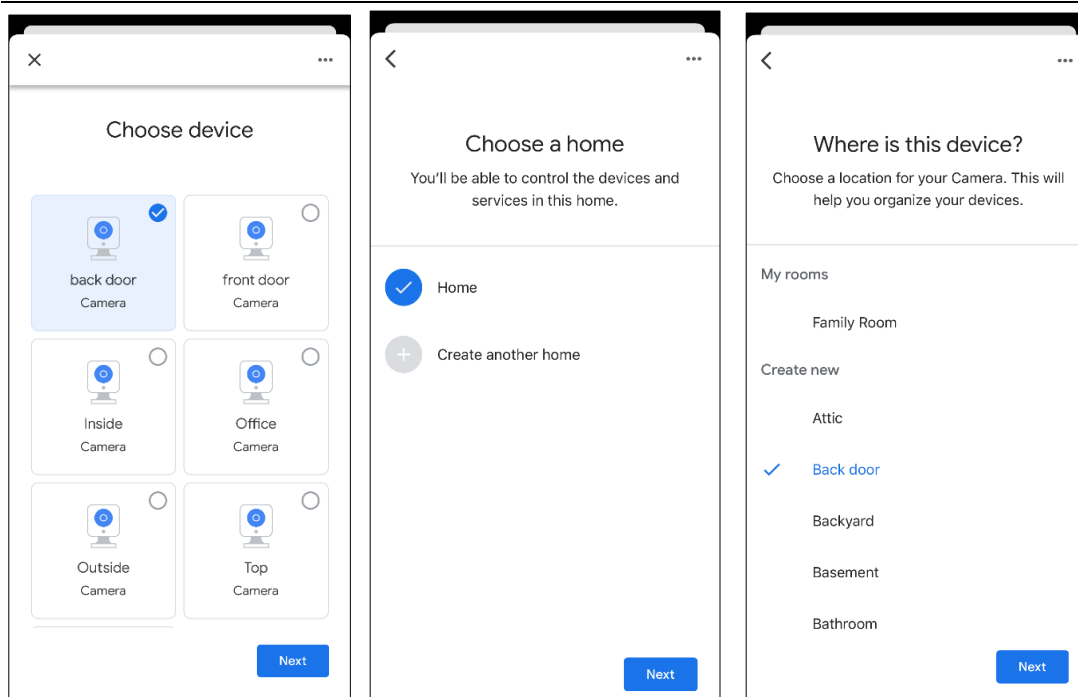 Choose device
back door
Camera
front door
Camera
Inside
Camera
Office
Camera
Outside
Camera
Top
Camera
Next
Choose a home
You'll be able to control the devices and
services in this home.
Home
Create another home
Next
Where is this device?
Choose a location for your Camera. This will
help you organize your devices.
My rooms
Family Room
Create new
Attic
Back door
Backyard
Basement
Bathroom
Next